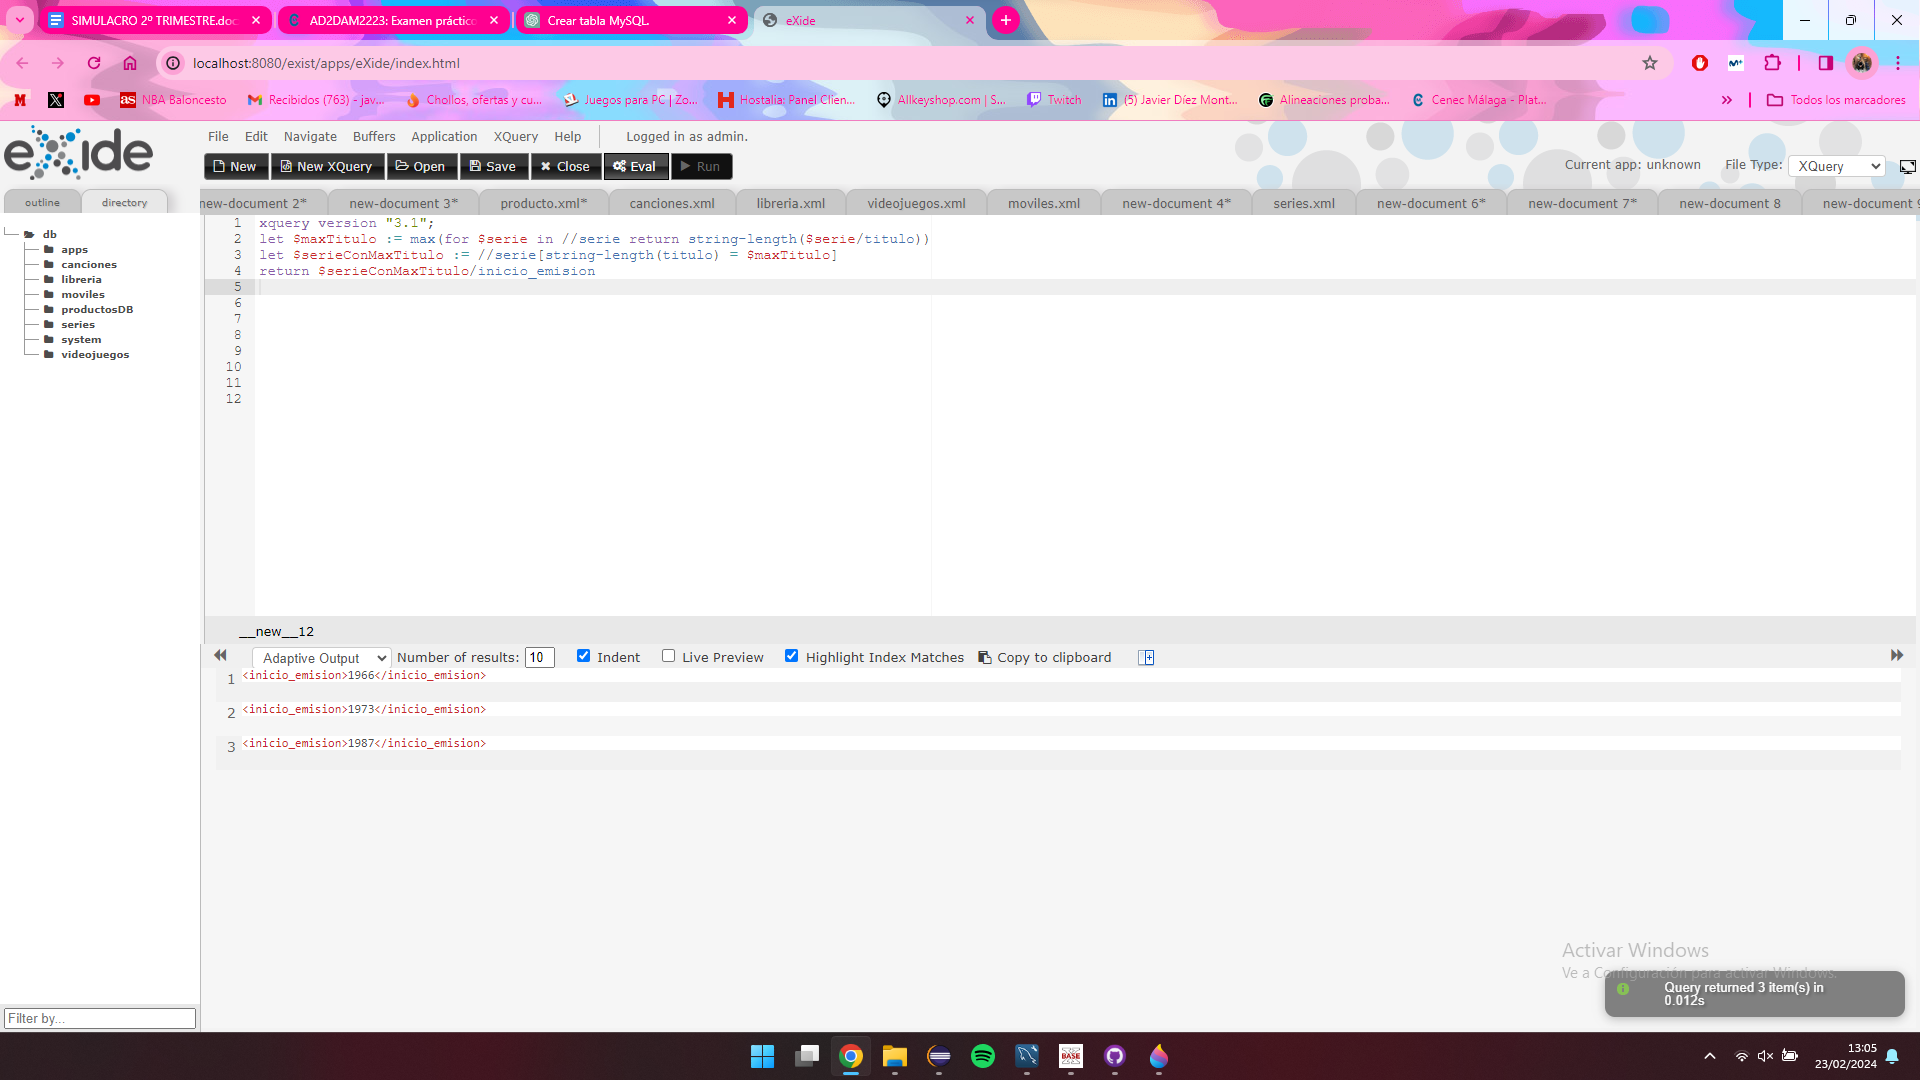 SIMULACRO 2º TRIMESTRE.doc
AD2DAM2223: Examen práctico
Crear tabla MySQL.
eXide
localhost:8080/exist/apps/eXide/index.html
NBA Baloncesto
Recibidos (763) - jav...
Chollos, ofertas y cu...
Juegos para PC | Zo...
Hostalia: Panel Clien...
Allkeyshop.com | S...
Twitch
(5) Javier Díez Mont...
Alineaciones proba...
Cenec Málaga - Plat...
Todos los marcadores
eXide
File Edit Navigate Buffers Application XQuery Help Logged in as admin.
New New XQuery Open Save Close Eval Run
Current app: unknown File Type: XQuery
outline directory
new-document 2* new-document 3* producto.xml* canciones.xml libreria.xml videojuegos.xml moviles.xml new-document 4* series.xml new-document 6* new-document 7* new-document 8 new-document 9
db
apps
canciones
libreria
moviles
productosDB
series
system
videojuegos
1 xquery version "3.1";
2 let $maxTitulo := max(for $serie in //serie return string-length($serie/titulo))
3 let $serieConMaxTitulo := //serie[string-length(titulo) = $maxTitulo]
4 return $serieConMaxTitulo/inicio_emision
5
6
7
8
9
10
11
12
__new__12
Adaptive Output Number of results: 10 Indent Live Preview Highlight Index Matches Copy to clipboard
1 <inicio_emision>1966</inicio_emision>
2 <inicio_emision>1973</inicio_emision>
3 <inicio_emision>1987</inicio_emision>
Filter by...
Activar Windows
Ve a Configuración para activar Windows.
Query returned 3 item(s) in
0.012s
13:05
23/02/2024